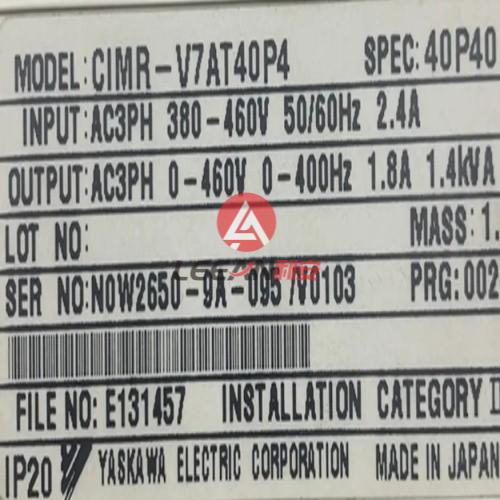 MODEL: CIMR-V7AT40P4 SPEC: 40P40
INPUT: AC3PH 380-460V 50/60Hz 2.4A
OUTPUT: AC3PH 0-460V 0-400Hz 1.8A 1.4kVA
LOT NO: MASS: 1.
SER NO: N0W2650-9A-095/V0103 PRG: 002
FILE NO: E131457 INSTALLATION CATEGORY II
IP20 YASKAWA ELECTRIC CORPORATION MADE IN JAPAN